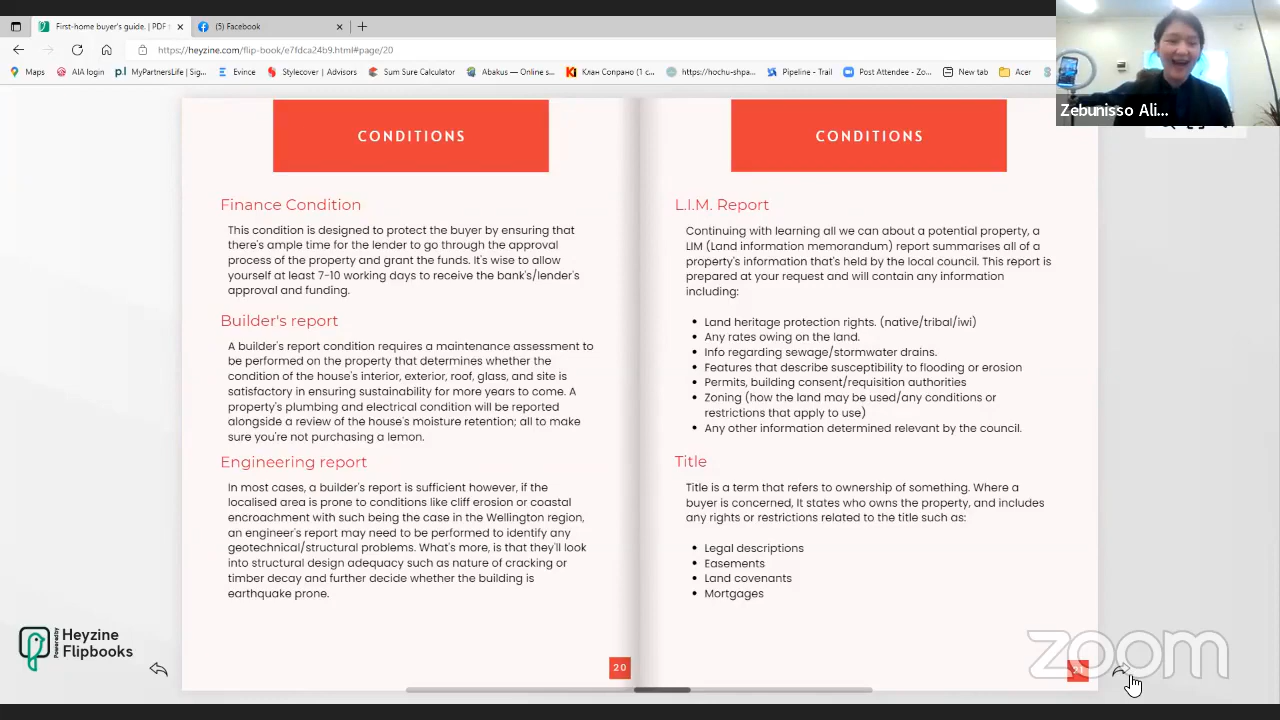 First-home buyer's guide. | PDF
(5) Facebook
https://heyzine.com/flip-book/e7fdca24b9.html#page/20
Maps
AIA login
MyPartnersLife | Sig...
Evince
Stylecover | Advisor
Sum Sure Calculator
Abakus — Online s...
Клан Сопрано (1 с...
https://hochu-shpa...
Pipeline - Trail
Post Attendee - Zo...
New tab
Acer
Zebunisso Ali...
CONDITIONS
Finance Condition
This condition is designed to protect the buyer by ensuring that
there's ample time for the lender to go through the approval
process of the property and grant the funds. It's wise to allow
yourself at least 7-10 working days to receive the bank's/lender's
approval and funding.
Builder's report
A builder's report condition requires a maintenance assessment to
be performed on the property that determines whether the
condition of the house's interior, exterior, roof, glass, and site is
satisfactory in ensuring sustainability for more years to come. A
property's plumbing and electrical condition will be reported
alongside a review of the house's moisture retention; all to make
sure you're not purchasing a lemon.
Engineering report
In most cases, a builder's report is sufficient however, if the
localised area is prone to conditions like cliff erosion or coastal
encroachment with such being the case in the Wellington region,
an engineer's report may need to be performed to identify any
geotechnical/structural problems. What's more, is that they'll look
into structural design adequacy such as nature of cracking or
timber decay and further decide whether the building is
earthquake prone.
20
CONDITIONS
L.I.M. Report
Continuing with learning all we can about a potential property, a
LIM (Land information memorandum) report summarises all of a
property's information that's held by the local council. This report is
prepared at your request and will contain any information
including:
Land heritage protection rights. (native/tribal/iwi)
Any rates owing on the land.
Info regarding sewage/stormwater drains.
Features that describe susceptibility to flooding or erosion
Permits, building consent/requisition authorities
Zoning (how the land may be used/any conditions or
restrictions that apply to use)
Any other information determined relevant by the council.
Title
Title is a term that refers to ownership of something. Where a
buyer is concerned, It states who owns the property, and includes
any rights or restrictions related to the title such as:
Legal descriptions
Easements
Land covenants
Mortgages
Powered by
Heyzine
Flipbooks
zoom